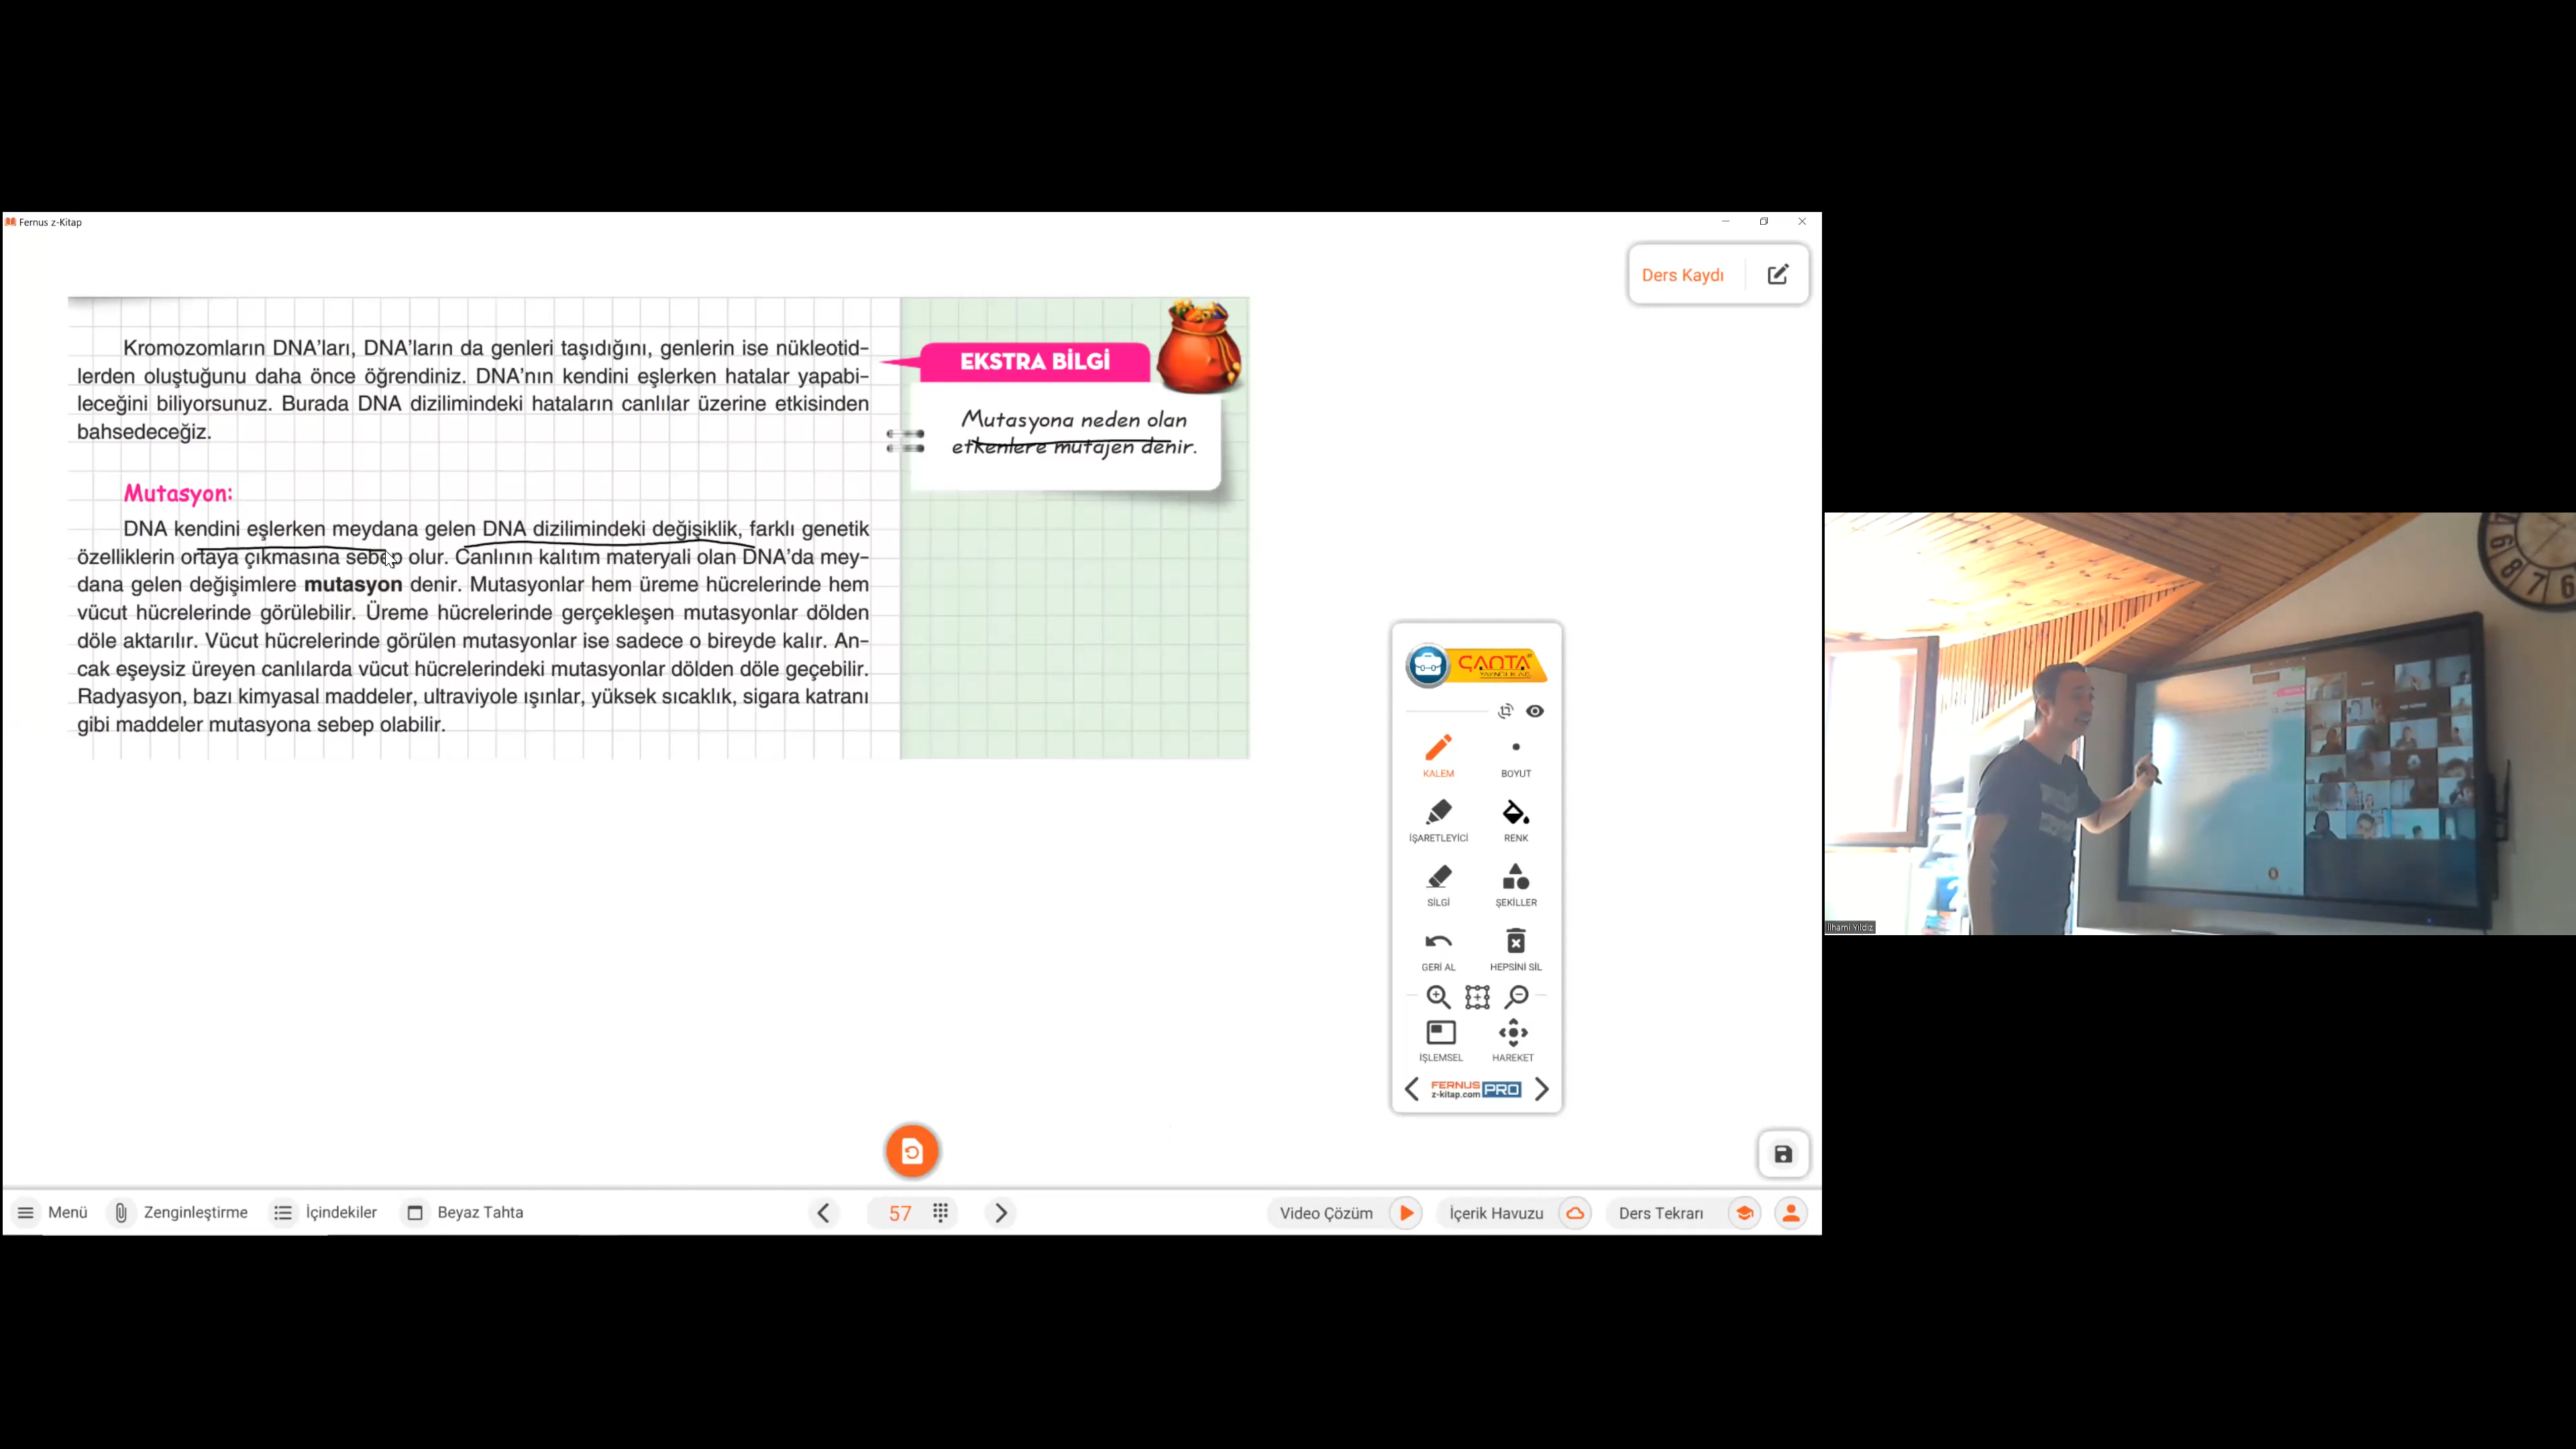 Fernus z-Kitap
Ders Kaydı
Kromozomların DNA'ları, DNA'ların da genleri taşıdığını, genlerin ise nükleotid-
lerden oluştuğunu daha önce öğrendiniz. DNA'nın kendini eşlerken hatalar yapabi-
leceğini biliyorsunuz. Burada DNA dizilimindeki hataların canlılar üzerine etkisinden
bahsedeceğiz.
EKSTRA BİLGİ
Mutasyona neden olan
etkenlere mutajen denir.
Mutasyon:
DNA kendini eşlerken meydana gelen DNA dizilimindeki değişiklik, farklı genetik
özelliklerin ortaya çıkmasına sebep olur. Canlının kalıtım materyali olan DNA'da mey-
dana gelen değişimlere mutasyon denir. Mutasyonlar hem üreme hücrelerinde hem
vücut hücrelerinde görülebilir. Üreme hücrelerinde gerçekleşen mutasyonlar dölden
döle aktarılır. Vücut hücrelerinde görülen mutasyonlar ise sadece o bireyde kalır. An-
cak eşeysiz üreyen canlılarda vücut hücrelerindeki mutasyonlar dölden döle geçebilir.
Radyasyon, bazı kimyasal maddeler, ultraviyole ışınlar, yüksek sıcaklık, sigara katranı
gibi maddeler mutasyona sebep olabilir.
ÇANTA
YAYINCILIK A.Ş.
KALEM
BOYUT
İŞARETLEYİCİ
RENK
SİLGİ
ŞEKİLLER
GERİ AL
HEPSİNİ SİL
İŞLEMSEL
HAREKET
FERNUS PRO
z-kitap.com
8 7 6
İlhami Yıldız
Menü
Zenginleştirme
İçindekiler
Beyaz Tahta
57
Video Çözüm
İçerik Havuzu
Ders Tekrarı